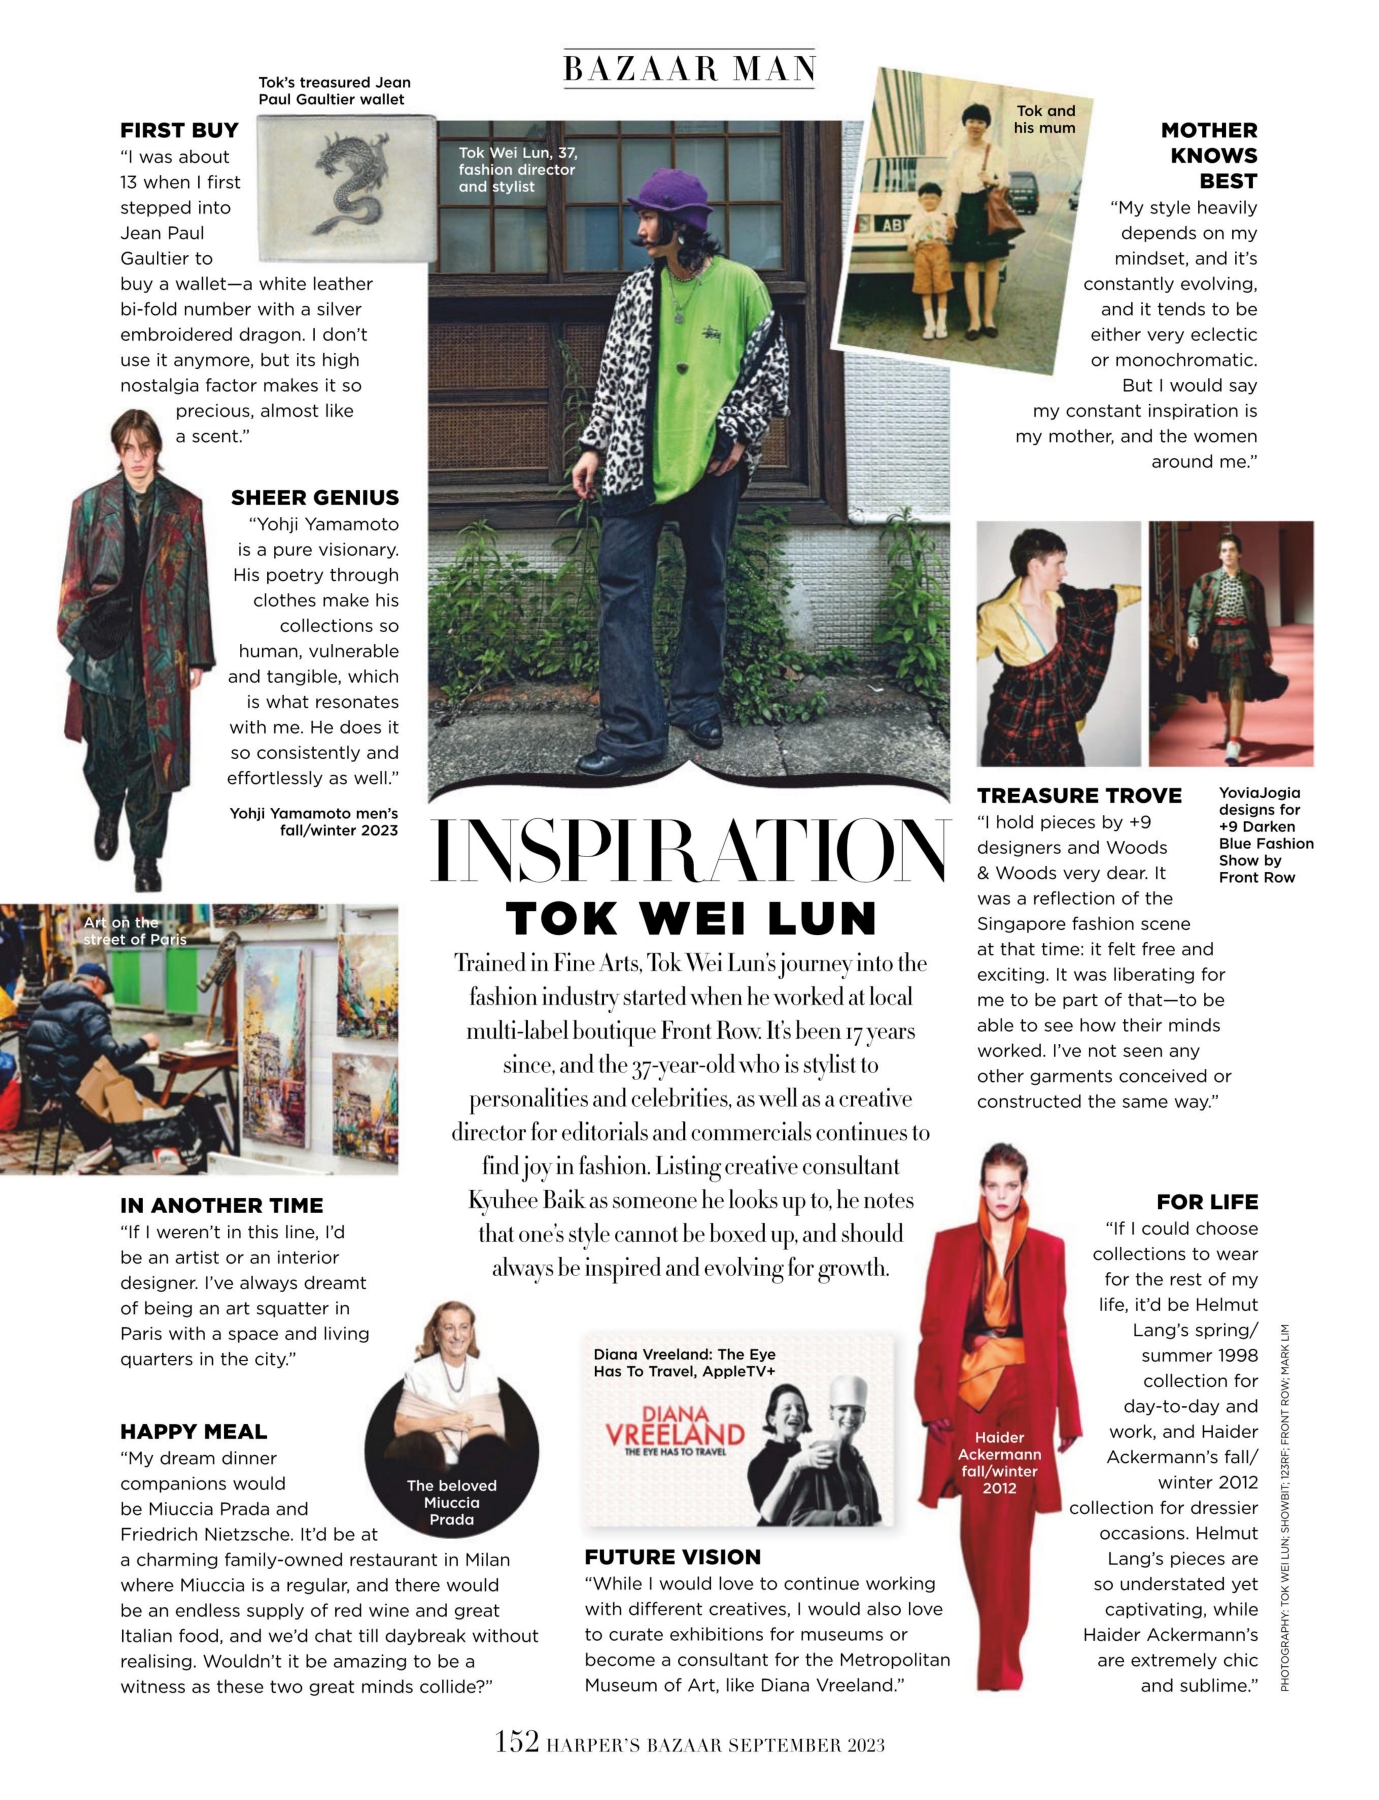 BAZAAR MAN
Tok's treasured Jean
Paul Gaultier wallet
FIRST BUY
“I was about
13 when I first
stepped into
Jean Paul
Gaultier to
buy a wallet—a white leather
bi-fold number with a silver
embroidered dragon. I don't
use it anymore, but its high
nostalgia factor makes it so
precious, almost like
a scent.”
Tok Wei Lun, 37,
fashion director
and stylist
Tok and
his mum
ABY
MOTHER
KNOWS
BEST
“My style heavily
depends on my
mindset, and it's
constantly evolving,
and it tends to be
either very eclectic
or monochromatic.
But I would say
my constant inspiration is
my mother, and the women
around me.”
SHEER GENIUS
“Yohji Yamamoto
is a pure visionary.
His poetry through
clothes make his
collections so
human, vulnerable
and tangible, which
is what resonates
with me. He does it
so consistently and
effortlessly as well.”
Yohji Yamamoto men's
fall/winter 2023
INSPIRATION
TOK WEI LUN
Trained in Fine Arts, Tok Wei Lun's journey into the
fashion industry started when he worked at local
multi-label boutique Front Row. It's been 17 years
since, and the 37-year-old who is stylist to
personalities and celebrities, as well as a creative
director for editorials and commercials continues to
find joy in fashion. Listing creative consultant
Kyuhee Baik as someone he looks up to, he notes
that one's style cannot be boxed up, and should
always be inspired and evolving for growth.
TREASURE TROVE
“I hold pieces by +9
designers and Woods
& Woods very dear. It
was a reflection of the
Singapore fashion scene
at that time: it felt free and
exciting. It was liberating for
me to be part of that—to be
able to see how their minds
worked. I've not seen any
other garments conceived or
constructed the same way.”
YoviaJogia
designs for
+9 Darken
Blue Fashion
Show by
Front Row
Art on the
street of Paris
IN ANOTHER TIME
“If I weren't in this line, I'd
be an artist or an interior
designer. I've always dreamt
of being an art squatter in
Paris with a space and living
quarters in the city.”
HAPPY MEAL
“My dream dinner
companions would
be Miuccia Prada and
Friedrich Nietzsche. It'd be at
a charming family-owned restaurant in Milan
where Miuccia is a regular, and there would
be an endless supply of red wine and great
Italian food, and we'd chat till daybreak without
realising. Wouldn't it be amazing to be a
witness as these two great minds collide?”
The beloved
Miuccia
Prada
Diana Vreeland: The Eye
Has To Travel, AppleTV+
DIANA
VREELAND
THE EYE HAS TO TRAVEL
FUTURE VISION
“While I would love to continue working
with different creatives, I would also love
to curate exhibitions for museums or
become a consultant for the Metropolitan
Museum of Art, like Diana Vreeland.”
Haider
Ackermann
fall/winter
2012
FOR LIFE
“If I could choose
collections to wear
for the rest of my
life, it'd be Helmut
Lang's spring/
summer 1998
collection for
day-to-day and
work, and Haider
Ackermann's fall/
winter 2012
collection for dressier
occasions. Helmut
Lang's pieces are
so understated yet
captivating, while
Haider Ackermann's
are extremely chic
and sublime.”
PHOTOGRAPHY: TOK WEI LUN; SHOWBIT; 123RF; FRONT ROW; MARK LIM
152 HARPER'S BAZAAR SEPTEMBER 2023